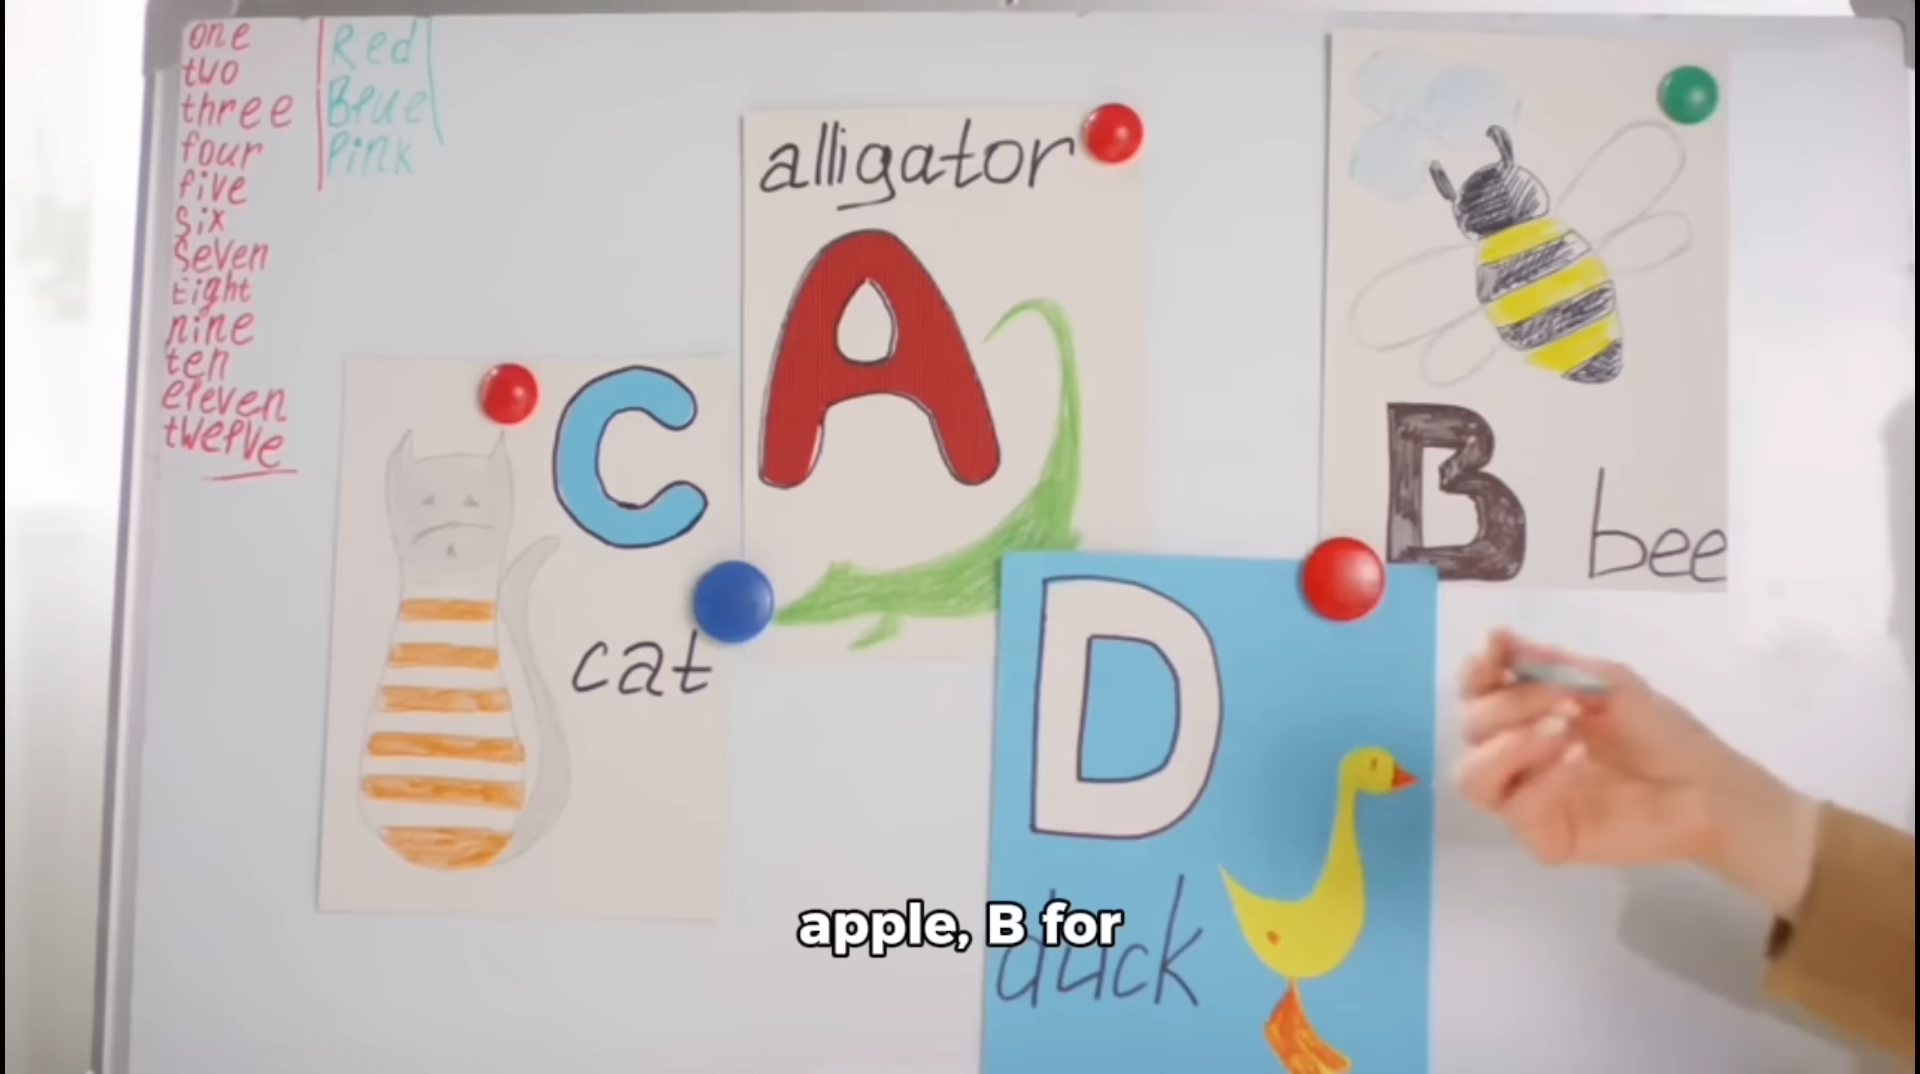 one
two
three
four
five
six
seven
Eight
nine
ten
eleven
twelve
Red
Blue
Pink
alligator
A
B
bee
C
cat
D
duck
apple, B for